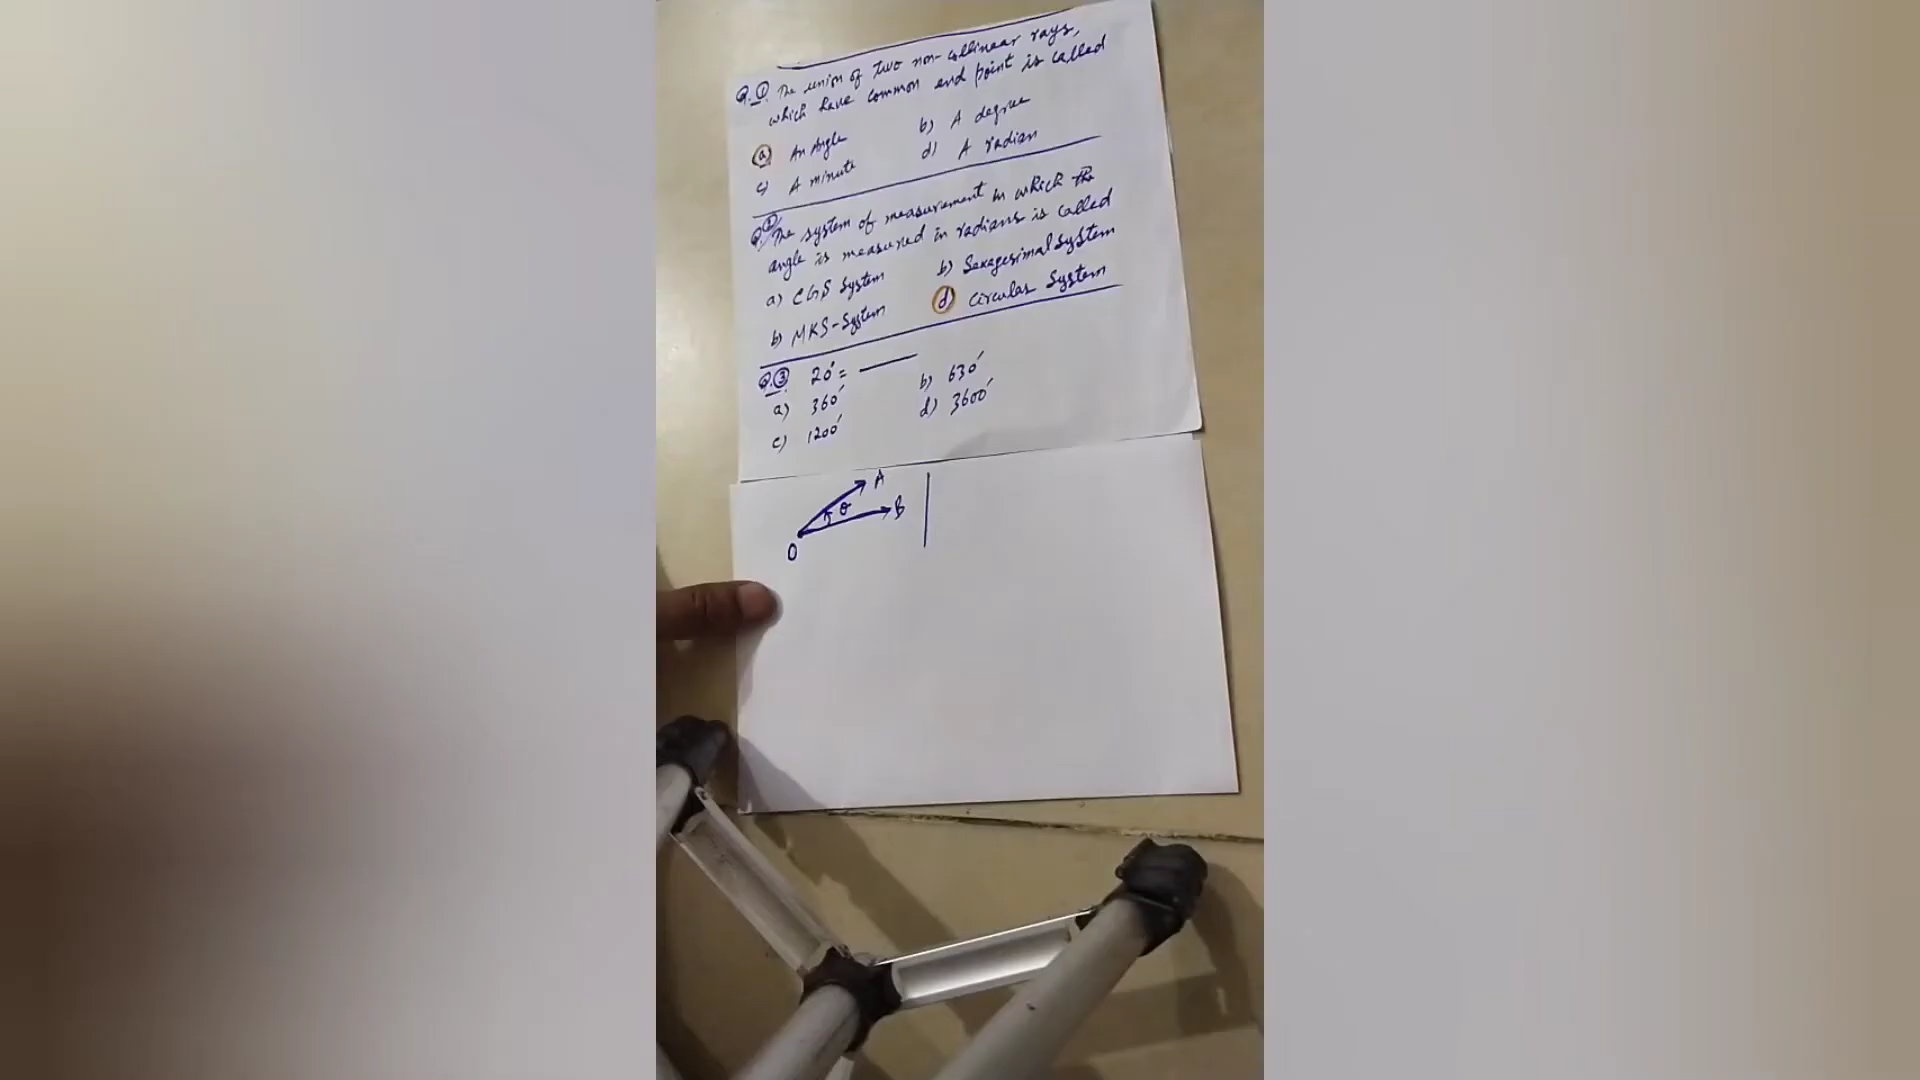 Q.① The union of two non-collinear rays,
which have common end point is called
a) An Angle b) A degree
c) A minute d) A radian
Q.② The system of measurement in which the
angle is measured in radians is called
a) CGS System b) Sexagesimal System
b) MKS-System d) Circular System
Q.③ 20° = ____
a) 360′ b) 630′
c) 1200′ d) 3600′
A
θ B
O